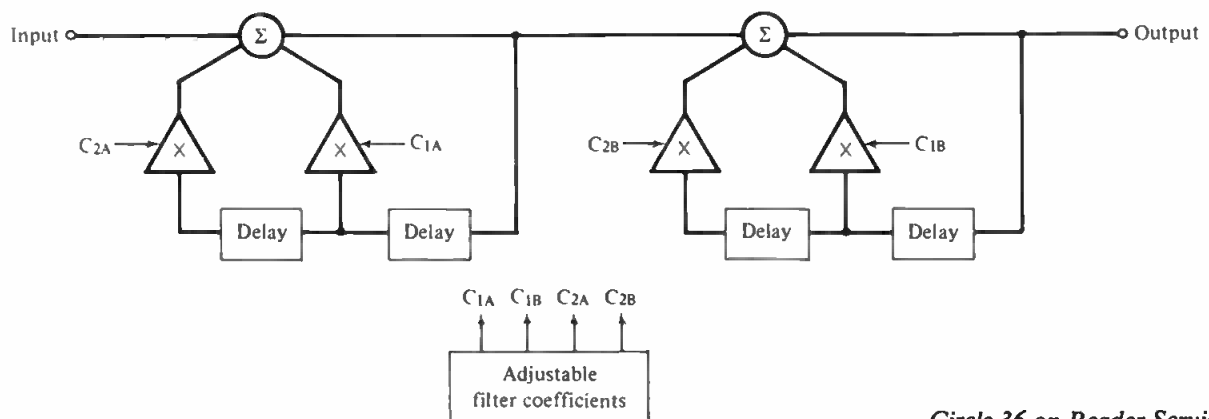 Input Σ Σ Output
C2A × × C1A C2B × × C1B
Delay Delay Delay Delay
C1A C1B C2A C2B
Adjustable
filter coefficients
Circle 36 on Reader Servi